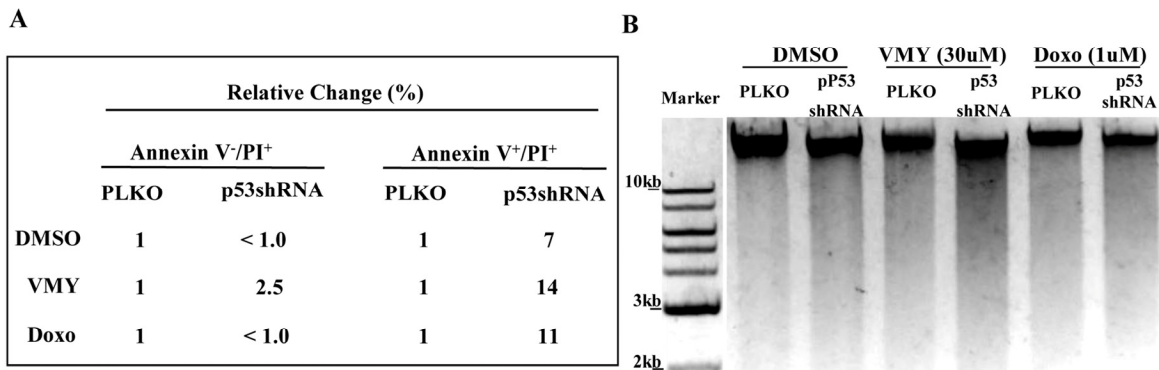 A
Relative Change (%)
Annexin V⁻/PI⁺ Annexin V⁺/PI⁺
PLKO p53shRNA PLKO p53shRNA
DMSO 1 < 1.0 1 7
VMY 1 2.5 1 14
Doxo 1 < 1.0 1 11
B
DMSO VMY (30uM) Doxo (1uM)
Marker PLKO pP53 shRNA PLKO p53 shRNA PLKO p53 shRNA
10kb
3kb
2kb